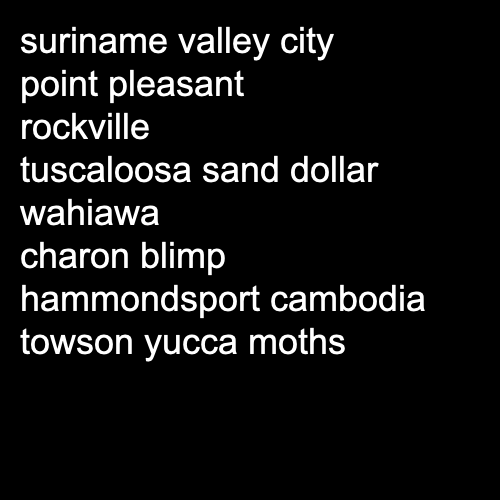 suriname valley city
point pleasant
rockville
tuscaloosa sand dollar
wahiawa
charon blimp
hammondsport cambodia
towson yucca moths